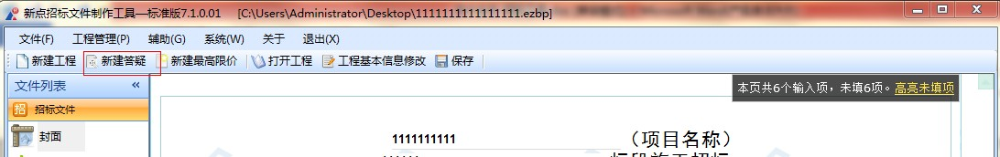 新点招标文件制作工具—标准版7.1.0.01 [C:\Users\Administrator\Desktop\1111111111111111.ezbp]
文件(F) 工程管理(P) 辅助(G) 系统(W) 关于 退出(X)
新建工程 新建答疑 新建最高限价 打开工程 工程基本信息修改 保存
文件列表 «
本页共6个输入项，未填6项。高亮未填项
招 招标文件
封面
1111111111 （项目名称）